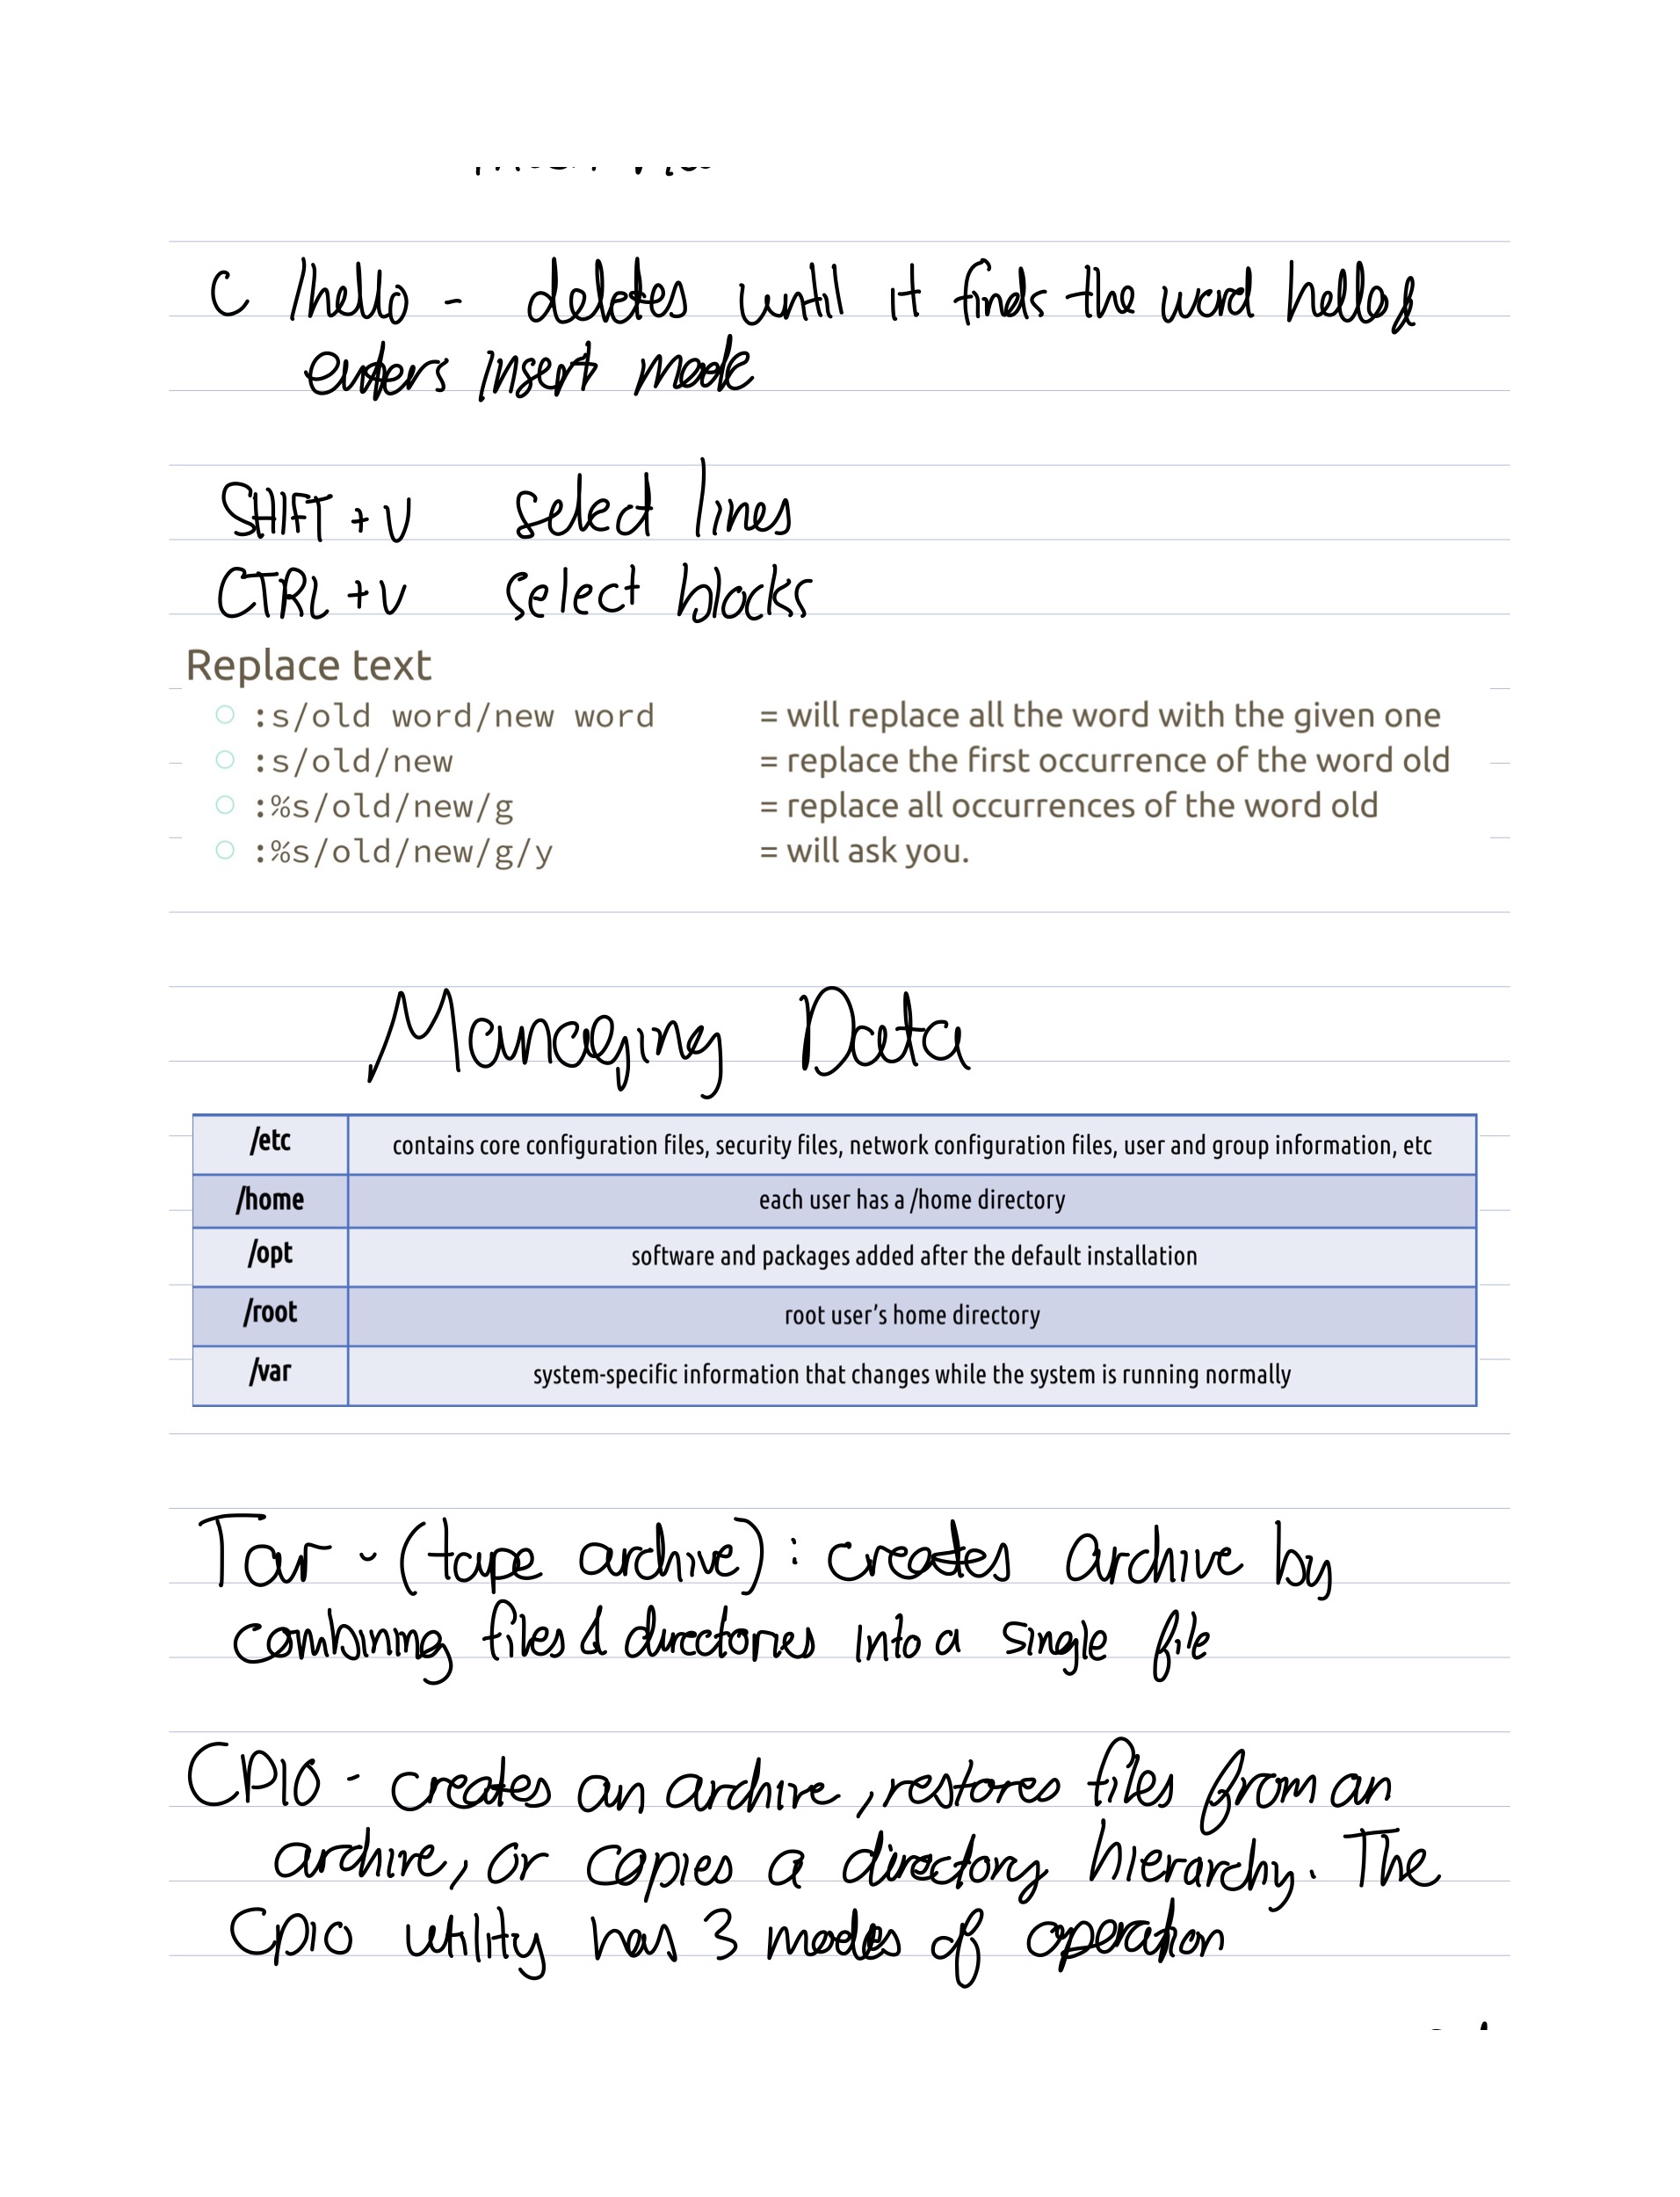 C /hello - deletes until it finds the word hello &
enters insert mode
SHIFT + V select lines
CTRL + v select blocks
Replace text
:s/old word/new word = will replace all the word with the given one
:s/old/new = replace the first occurrence of the word old
:%s/old/new/g = replace all occurrences of the word old
:%s/old/new/g/y = will ask you.
Managing Data
/etc contains core configuration files, security files, network configuration files, user and group information, etc
/home each user has a /home directory
/opt software and packages added after the default installation
/root root user's home directory
/var system-specific information that changes while the system is running normally
Tar - (tape archive) : creates archive by
combining files & directories into a single file
CPIO - creates an archive, restores files from an
archive, or copies a directory hierarchy. The
CPIO utility has 3 modes of operation